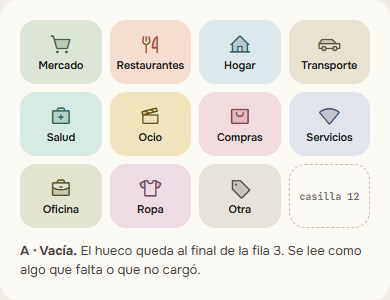 Mercado
Restaurantes
Hogar
Transporte
Salud
Ocio
Compras
Servicios
Oficina
Ropa
Otra
casilla 12
A · Vacía. El hueco queda al final de la fila 3. Se lee como
algo que falta o que no cargó.